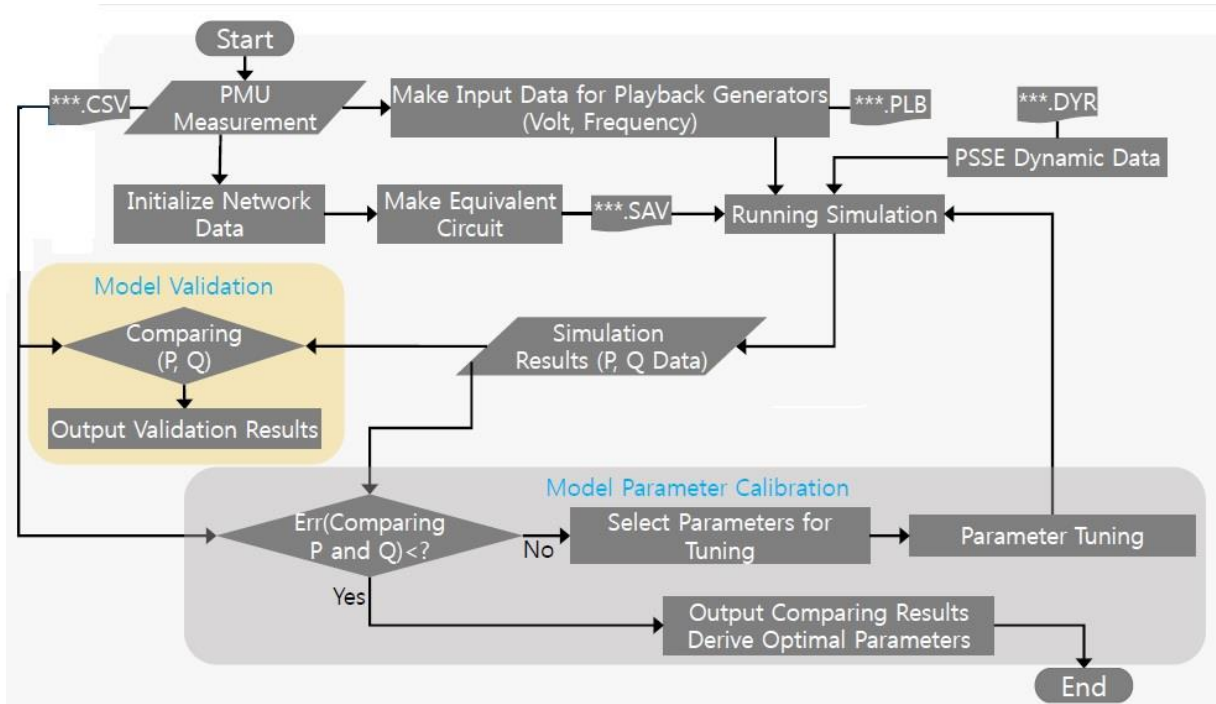 Start
***.CSV
PMU
Measurement
Make Input Data for Playback Generators
(Volt, Frequency)
***.PLB
***.DYR
PSSE Dynamic Data
Initialize Network
Data
Make Equivalent
Circuit
***.SAV
Running Simulation
Model Validation
Comparing
(P, Q)
Output Validation Results
Simulation
Results (P, Q Data)
Model Parameter Calibration
Err(Comparing
P and Q)<?
No
Select Parameters for
Tuning
Parameter Tuning
Yes
Output Comparing Results
Derive Optimal Parameters
End